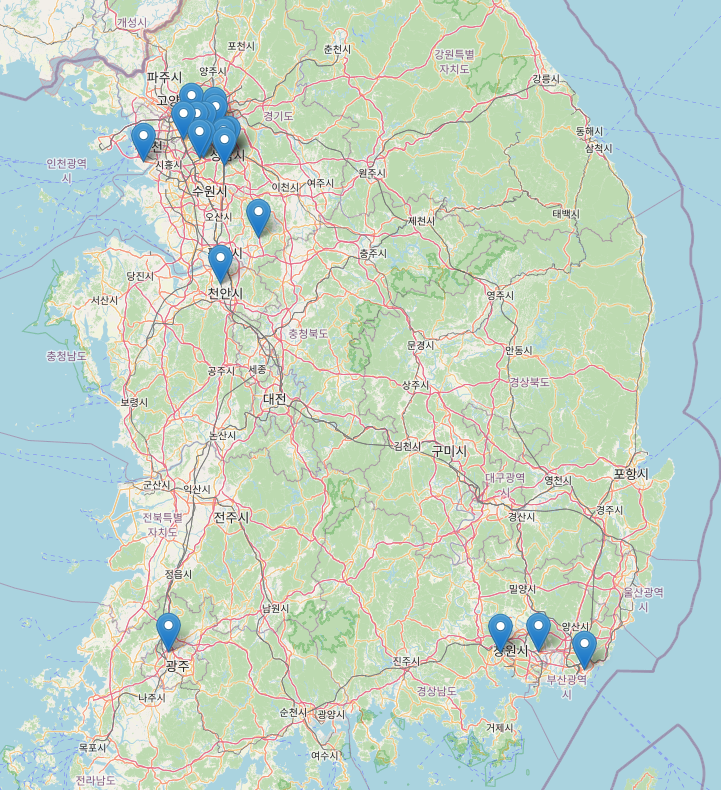 개성시
포천시
춘천시
강원특별
자치도
파주시
양주시
강릉시
고양
경기도
동해시
삼척시
인천광역
시
시흥시
원주시
수원시
이천시
여주시
오산시
제천시
태백시
시
충주시
당진시
천안시
영주시
서산시
충청북도
문경시
안동시
충청남도
공주시
세종
상주시
경상북도
보령시
대전
논산시
김천시
구미시
포항시
대구광역
시
영천시
군산시
익산시
경산시
경주시
전북특별
자치도
전주시
정읍시
밀양시
울산광역
시
남원시
양산시
창원시
광주
진주시
부산광역
시
나주시
경상남도
순천시
광양시
거제시
목포시
여수시
전라남도